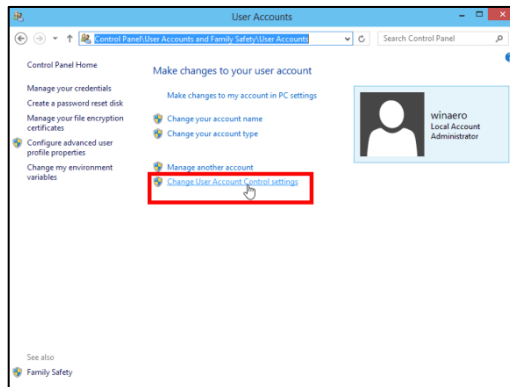 User Accounts
Control Panel\User Accounts and Family Safety\User Accounts
Search Control Panel
Control Panel Home
Manage your credentials
Create a password reset disk
Manage your file encryption
certificates
Configure advanced user
profile properties
Change my environment
variables
Make changes to your user account
Make changes to my account in PC settings
Change your account name
Change your account type
Manage another account
Change User Account Control settings
winaero
Local Account
Administrator
See also
Family Safety